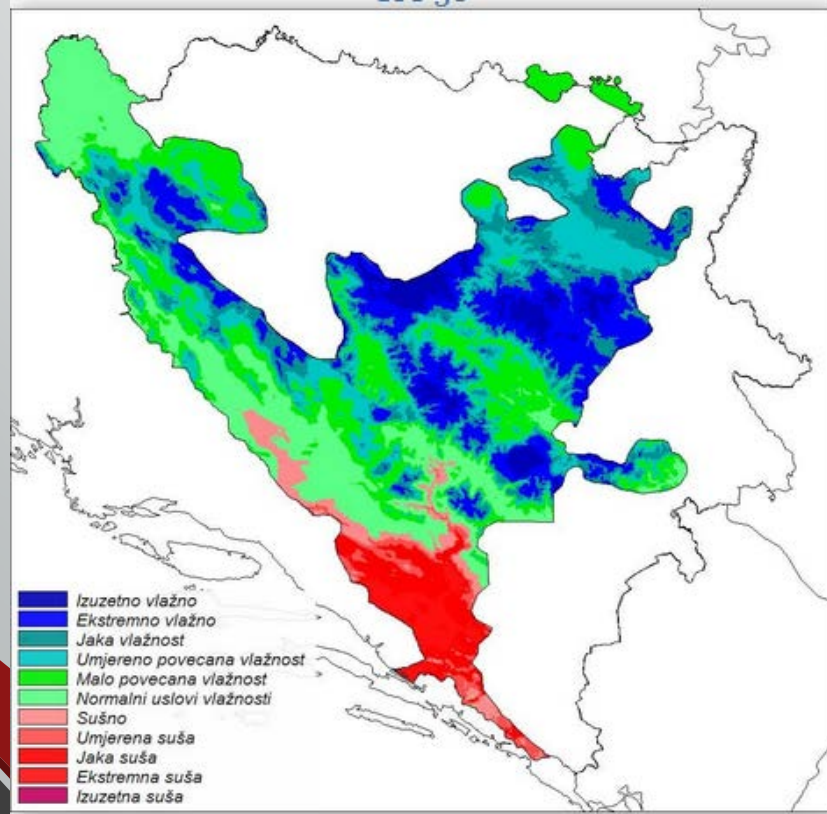 Izuzetno vlažno
Ekstremno vlažno
Jaka vlažnost
Umjereno povecana vlažnost
Malo povecana vlažnost
Normalni uslovi vlažnosti
Sušno
Umjerena suša
Jaka suša
Ekstremna suša
Izuzetna suša